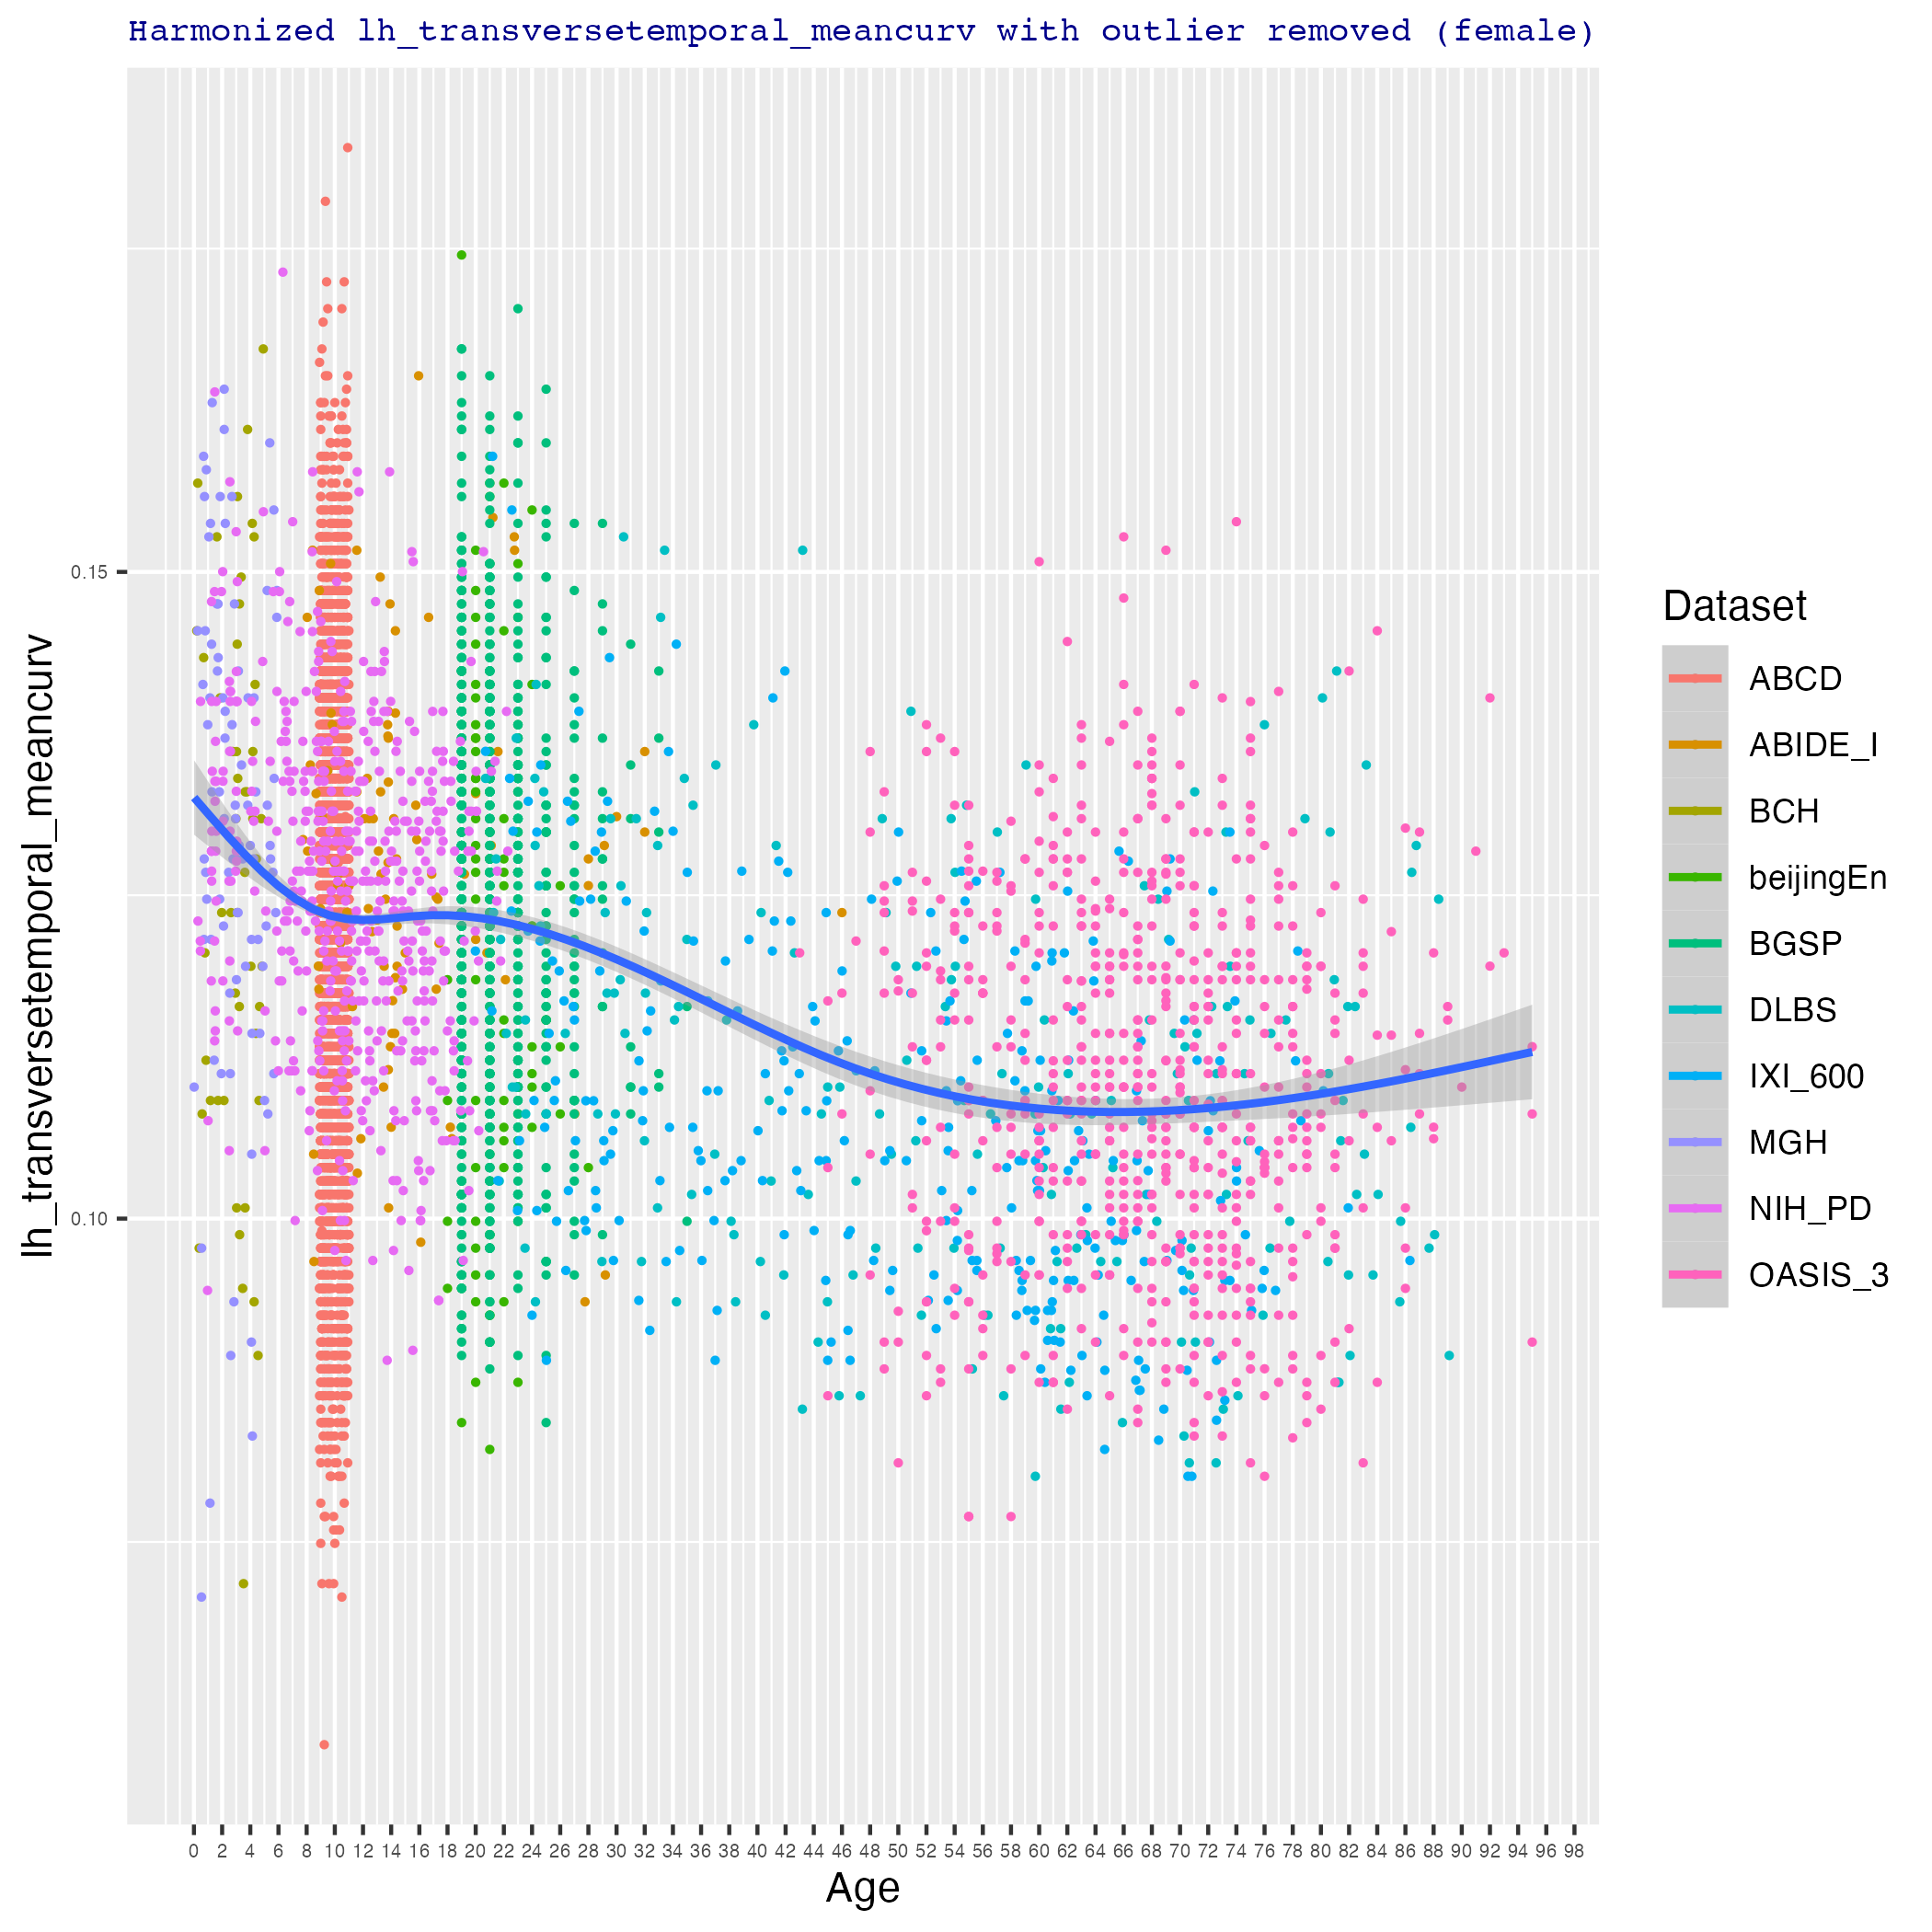 Harmonized lh_transversetemporal_meancurv with outlier removed (female)
lh_transversetemporal_meancurv
0.15
0.10
0 2 4 6 8 10 12 14 16 18 20 22 24 26 28 30 32 34 36 38 40 42 44 46 48 50 52 54 56 58 60 62 64 66 68 70 72 74 76 78 80 82 84 86 88 90 92 94 96 98
Age
Dataset
ABCD
ABIDE_I
BCH
beijingEn
BGSP
DLBS
IXI_600
MGH
NIH_PD
OASIS_3